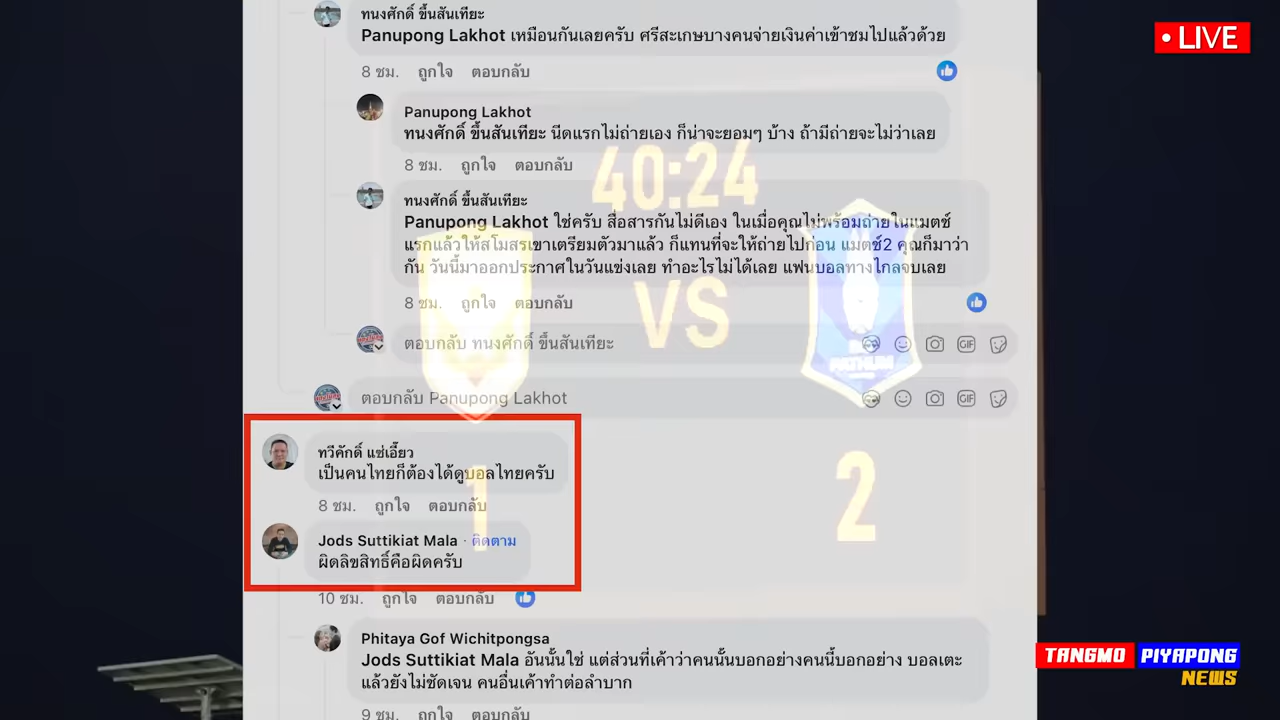 ทนงศักดิ์ ขึ้นสันเทียะ
LIVE
Panupong Lakhot เหมือนกันเลยครับ ศรีสะเกษบางคนจ่ายเงินค่าเข้าชมไปแล้วด้วย
8 ชม. ถูกใจ ตอบกลับ
Panupong Lakhot
ทนงศักดิ์ ขึ้นสันเทียะ นีดแรกไม่ถ่ายเอง ก็น่าจะยอมๆ บ้าง ถ้ามีถ่ายจะไม่ว่าเลย
8 ชม. ถูกใจ ตอบกลับ
40:24
ทนงศักดิ์ ขึ้นสันเทียะ
Panupong Lakhot ใช่ครับ สื่อสารกันไม่ดีเอง ในเมื่อคุณไม่พร้อมถ่ายในแมตช์
แรกแล้วให้สโมสรเขาเตรียมตัวมาแล้ว ก็แทนที่จะให้ถ่ายไปก่อน แมตช์2 คุณก็มาว่า
กัน วันนี้มาออกประกาศในวันแข่งเลย ทำอะไรไม่ได้เลย แฟนบอลทางไกลจบเลย
8 ชม. ถูกใจ ตอบกลับ
VS
ตอบกลับ ทนงศักดิ์ ขึ้นสันเทียะ
GIF
PATHUM
ตอบกลับ Panupong Lakhot
GIF
ทวีศักดิ์ แซ่เอี๊ยว
เป็นคนไทยก็ต้องได้ดูบอลไทยครับ
8 ชม. ถูกใจ ตอบกลับ
1
2
Jods Suttikiat Mala · ติดตาม
ผิดลิขสิทธิ์คือผิดครับ
10 ชม. ถูกใจ ตอบกลับ
Phitaya Gof Wichitpongsa
Jods Suttikiat Mala อันนั้นใช่ แต่ส่วนที่เค้าว่าคนนั้นบอกอย่างคนนี้บอกอย่าง บอลเตะ
แล้วยังไม่ชัดเจน คนอื่นเค้าทำต่อลำบาก
TANGMO PIYAPONG
NEWS
9 ชม. ถูกใจ ตอบกลับ